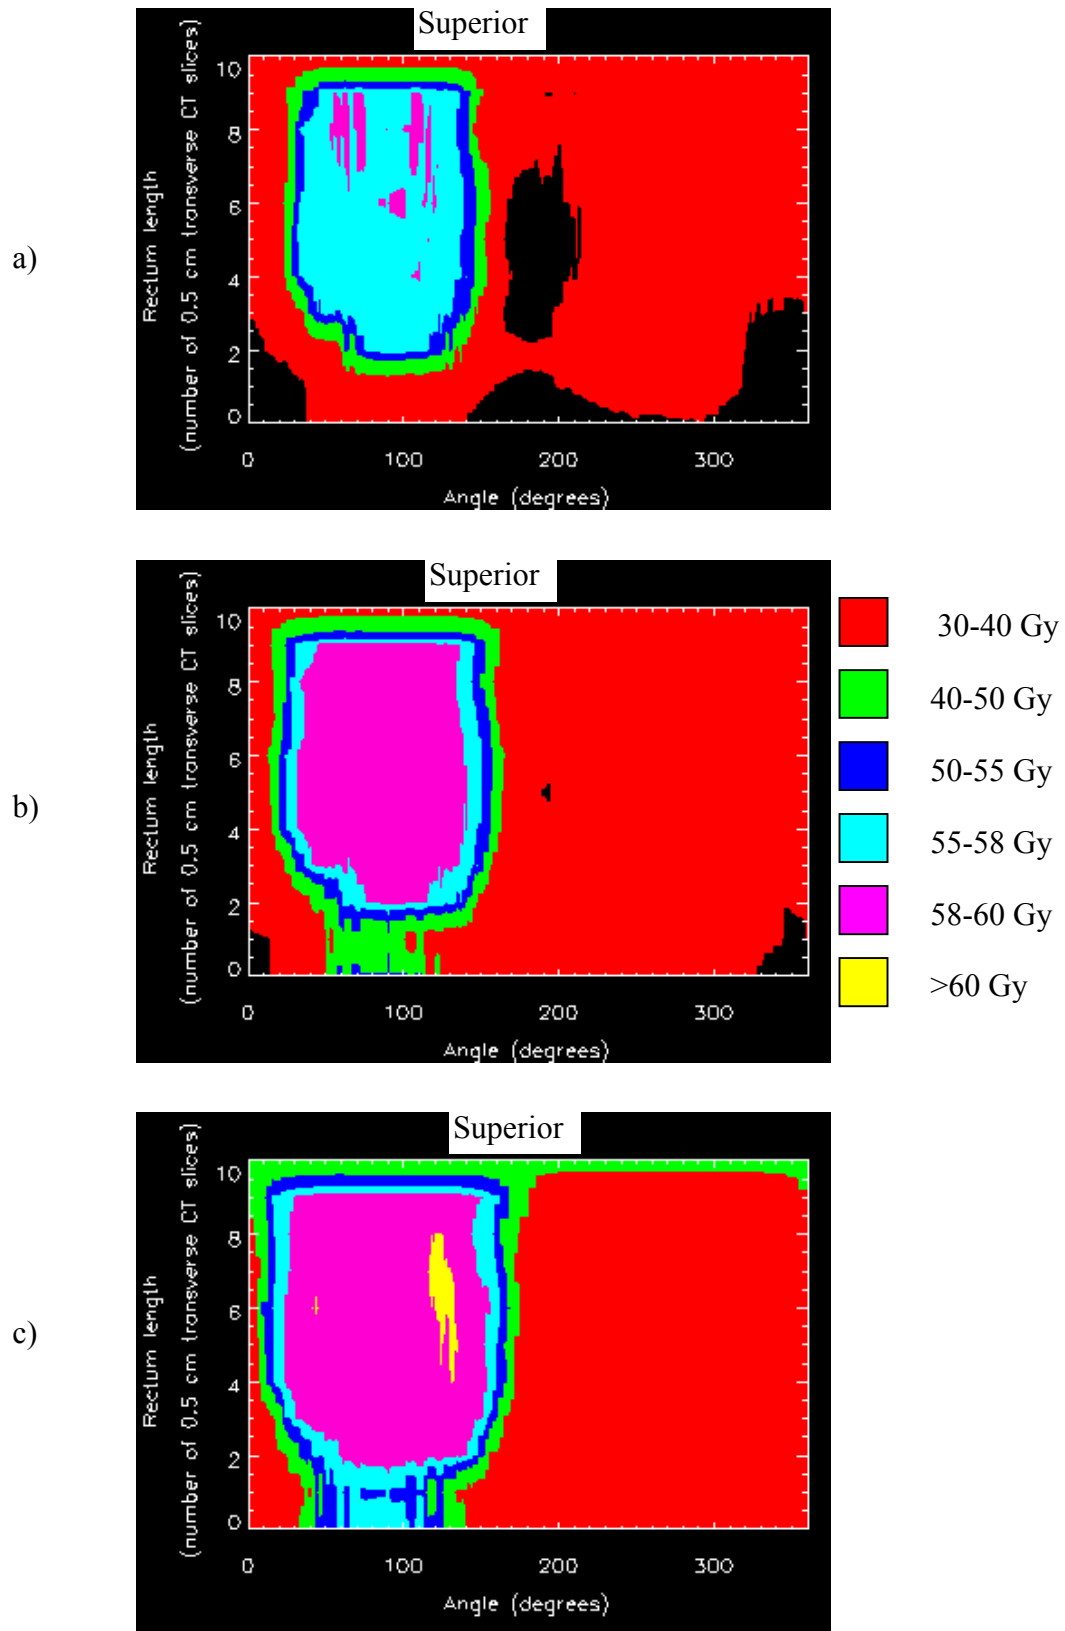 Superior
10
8
6
4
2
0
Rectum length
(number of 0.5 cm transverse CT slices)
0 100 200 300
Angle (degrees)
a)
Superior
10
8
6
4
2
0
Rectum length
(number of 0.5 cm transverse CT slices)
0 100 200 300
Angle (degrees)
b)
30-40 Gy
40-50 Gy
50-55 Gy
55-58 Gy
58-60 Gy
>60 Gy
Superior
10
8
6
4
2
0
Rectum length
(number of 0.5 cm transverse CT slices)
0 100 200 300
Angle (degrees)
c)